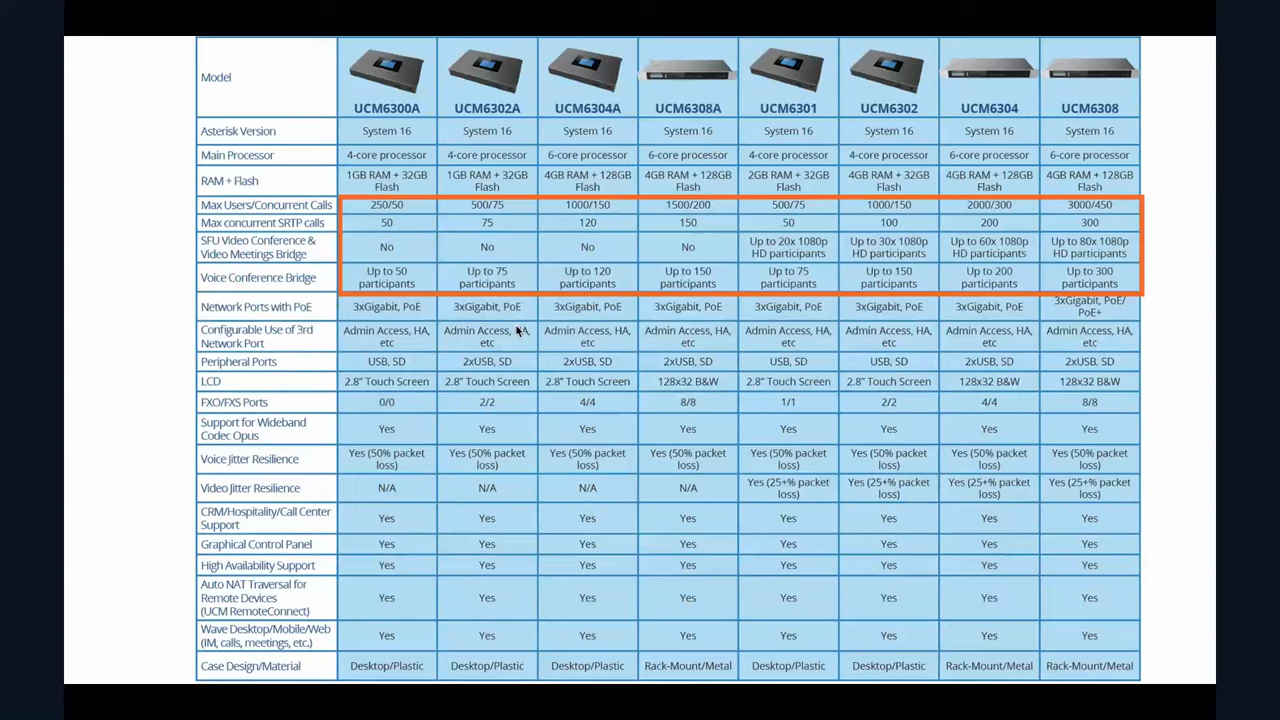 Model UCM6300A UCM6302A UCM6304A UCM6308A UCM6301 UCM6302 UCM6304 UCM6308
Asterisk Version System 16 System 16 System 16 System 16 System 16 System 16 System 16 System 16
Main Processor 4-core processor 4-core processor 6-core processor 6-core processor 4-core processor 4-core processor 6-core processor 6-core processor
RAM + Flash 1GB RAM + 32GB Flash 1GB RAM + 32GB Flash 4GB RAM + 128GB Flash 4GB RAM + 128GB Flash 2GB RAM + 32GB Flash 4GB RAM + 32GB Flash 4GB RAM + 128GB Flash 4GB RAM + 128GB Flash
Max Users/Concurrent Calls 250/50 500/75 1000/150 1500/200 500/75 1000/150 2000/300 3000/450
Max concurrent SRTP calls 50 75 120 150 50 100 200 300
SFU Video Conference & Video Meetings Bridge No No No No Up to 20x 1080p HD participants Up to 30x 1080p HD participants Up to 60x 1080p HD participants Up to 80x 1080p HD participants
Voice Conference Bridge Up to 50 participants Up to 75 participants Up to 120 participants Up to 150 participants Up to 75 participants Up to 150 participants Up to 200 participants Up to 300 participants
Network Ports with PoE 3xGigabit, PoE 3xGigabit, PoE 3xGigabit, PoE 3xGigabit, PoE 3xGigabit, PoE 3xGigabit, PoE 3xGigabit, PoE 3xGigabit, PoE/ PoE+
Configurable Use of 3rd Network Port Admin Access, HA, etc Admin Access, HA, etc Admin Access, HA, etc Admin Access, HA, etc Admin Access, HA, etc Admin Access, HA, etc Admin Access, HA, etc Admin Access, HA, etc
Peripheral Ports USB, SD 2xUSB, SD 2xUSB, SD 2xUSB, SD USB, SD USB, SD 2xUSB, SD 2xUSB, SD
LCD 2.8" Touch Screen 2.8" Touch Screen 2.8" Touch Screen 128x32 B&W 2.8" Touch Screen 2.8" Touch Screen 128x32 B&W 128x32 B&W
FXO/FXS Ports 0/0 2/2 4/4 8/8 1/1 2/2 4/4 8/8
Support for Wideband Codec Opus Yes Yes Yes Yes Yes Yes Yes Yes
Voice Jitter Resilience Yes (50% packet loss) Yes (50% packet loss) Yes (50% packet loss) Yes (50% packet loss) Yes (50% packet loss) Yes (50% packet loss) Yes (50% packet loss) Yes (50% packet loss)
Video Jitter Resilience N/A N/A N/A N/A Yes (25+% packet loss) Yes (25+% packet loss) Yes (25+% packet loss) Yes (25+% packet loss)
CRM/Hospitality/Call Center Support Yes Yes Yes Yes Yes Yes Yes Yes
Graphical Control Panel Yes Yes Yes Yes Yes Yes Yes Yes
High Availability Support Yes Yes Yes Yes Yes Yes Yes Yes
Auto NAT Traversal for Remote Devices (UCM RemoteConnect) Yes Yes Yes Yes Yes Yes Yes Yes
Wave Desktop/Mobile/Web (IM, calls, meetings, etc.) Yes Yes Yes Yes Yes Yes Yes Yes
Case Design/Material Desktop/Plastic Desktop/Plastic Desktop/Plastic Rack-Mount/Metal Desktop/Plastic Desktop/Plastic Rack-Mount/Metal Rack-Mount/Metal